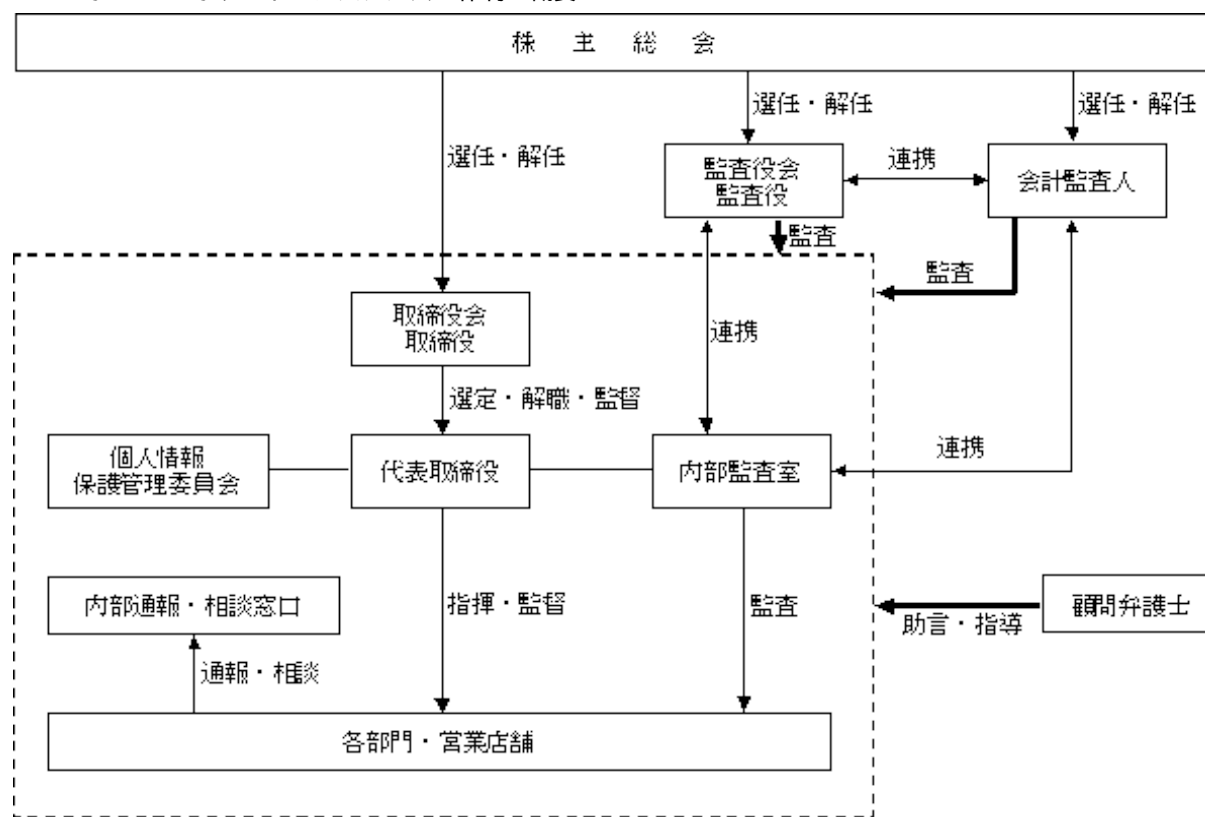 株主総会
選任・解任
選任・解任
選任・解任
監査役会
監査役
連携
会計監査人
監査
監査
取締役会
取締役
連携
選定・解職・監督
個人情報
保護管理委員会
代表取締役
内部監査室
連携
内部通報・相談窓口
指揮・監督
監査
助言・指導
顧問弁護士
通報・相談
各部門・営業店舗